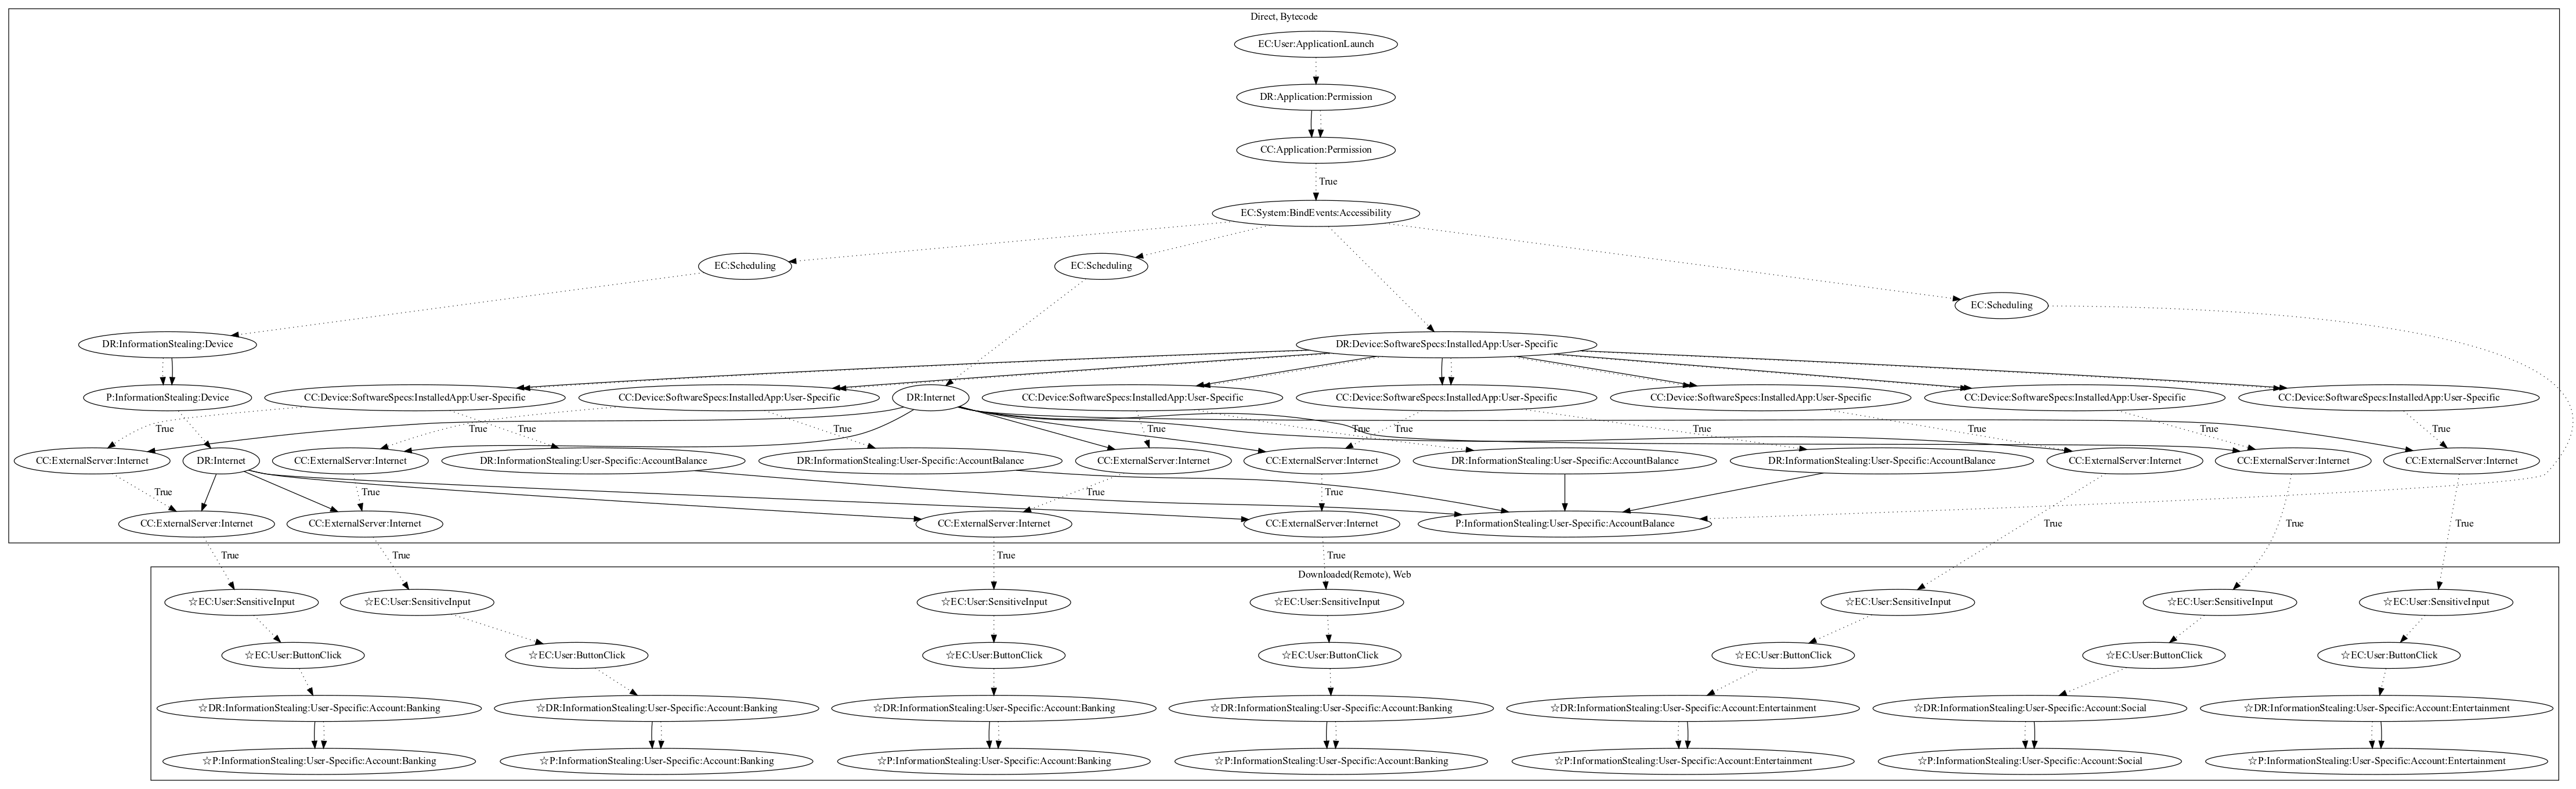 Direct, Bytecode
EC:User:ApplicationLaunch
DR:Application:Permission
CC:Application:Permission
True
EC:System:BindEvents:Accessibility
EC:Scheduling
EC:Scheduling
EC:Scheduling
DR:InformationStealing:Device
DR:Device:SoftwareSpecs:InstalledApp:User-Specific
P:InformationStealing:Device
CC:Device:SoftwareSpecs:InstalledApp:User-Specific
CC:Device:SoftwareSpecs:InstalledApp:User-Specific
DR:Internet
CC:Device:SoftwareSpecs:InstalledApp:User-Specific
CC:Device:SoftwareSpecs:InstalledApp:User-Specific
CC:Device:SoftwareSpecs:InstalledApp:User-Specific
CC:Device:SoftwareSpecs:InstalledApp:User-Specific
CC:Device:SoftwareSpecs:InstalledApp:User-Specific
True
True
True
True
True
True
True
True
True
True
True
CC:ExternalServer:Internet
DR:Internet
CC:ExternalServer:Internet
DR:InformationStealing:User-Specific:AccountBalance
DR:InformationStealing:User-Specific:AccountBalance
CC:ExternalServer:Internet
CC:ExternalServer:Internet
DR:InformationStealing:User-Specific:AccountBalance
DR:InformationStealing:User-Specific:AccountBalance
CC:ExternalServer:Internet
CC:ExternalServer:Internet
CC:ExternalServer:Internet
True
True
True
True
CC:ExternalServer:Internet
CC:ExternalServer:Internet
CC:ExternalServer:Internet
CC:ExternalServer:Internet
P:InformationStealing:User-Specific:AccountBalance
True
True
True
True
True
True
True
Downloaded(Remote), Web
☆EC:User:SensitiveInput
☆EC:User:SensitiveInput
☆EC:User:SensitiveInput
☆EC:User:SensitiveInput
☆EC:User:SensitiveInput
☆EC:User:SensitiveInput
☆EC:User:SensitiveInput
☆EC:User:ButtonClick
☆EC:User:ButtonClick
☆EC:User:ButtonClick
☆EC:User:ButtonClick
☆EC:User:ButtonClick
☆EC:User:ButtonClick
☆EC:User:ButtonClick
☆DR:InformationStealing:User-Specific:Account:Banking
☆DR:InformationStealing:User-Specific:Account:Banking
☆DR:InformationStealing:User-Specific:Account:Banking
☆DR:InformationStealing:User-Specific:Account:Banking
☆DR:InformationStealing:User-Specific:Account:Entertainment
☆DR:InformationStealing:User-Specific:Account:Social
☆DR:InformationStealing:User-Specific:Account:Entertainment
☆P:InformationStealing:User-Specific:Account:Banking
☆P:InformationStealing:User-Specific:Account:Banking
☆P:InformationStealing:User-Specific:Account:Banking
☆P:InformationStealing:User-Specific:Account:Banking
☆P:InformationStealing:User-Specific:Account:Entertainment
☆P:InformationStealing:User-Specific:Account:Social
☆P:InformationStealing:User-Specific:Account:Entertainment